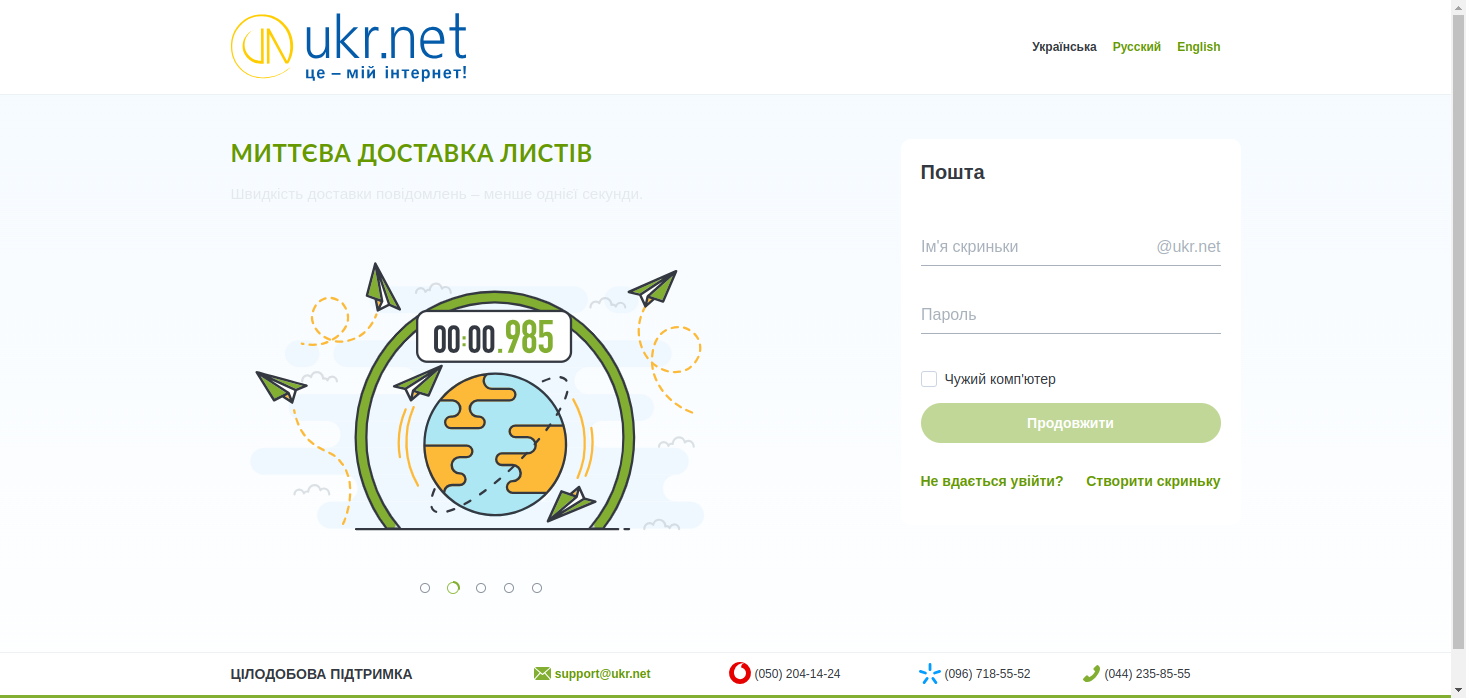 ukr.net
це – мій інтернет!
Українська Русский English
МИТТЄВА ДОСТАВКА ЛИСТІВ
Швидкість доставки повідомлень – менше однієї секунди.
00:00.985
Пошта
Ім'я скриньки @ukr.net
Пароль
Чужий комп'ютер
Продовжити
Не вдається увійти? Створити скриньку
ЦІЛОДОБОВА ПІДТРИМКА support@ukr.net (050) 204-14-24 (096) 718-55-52 (044) 235-85-55